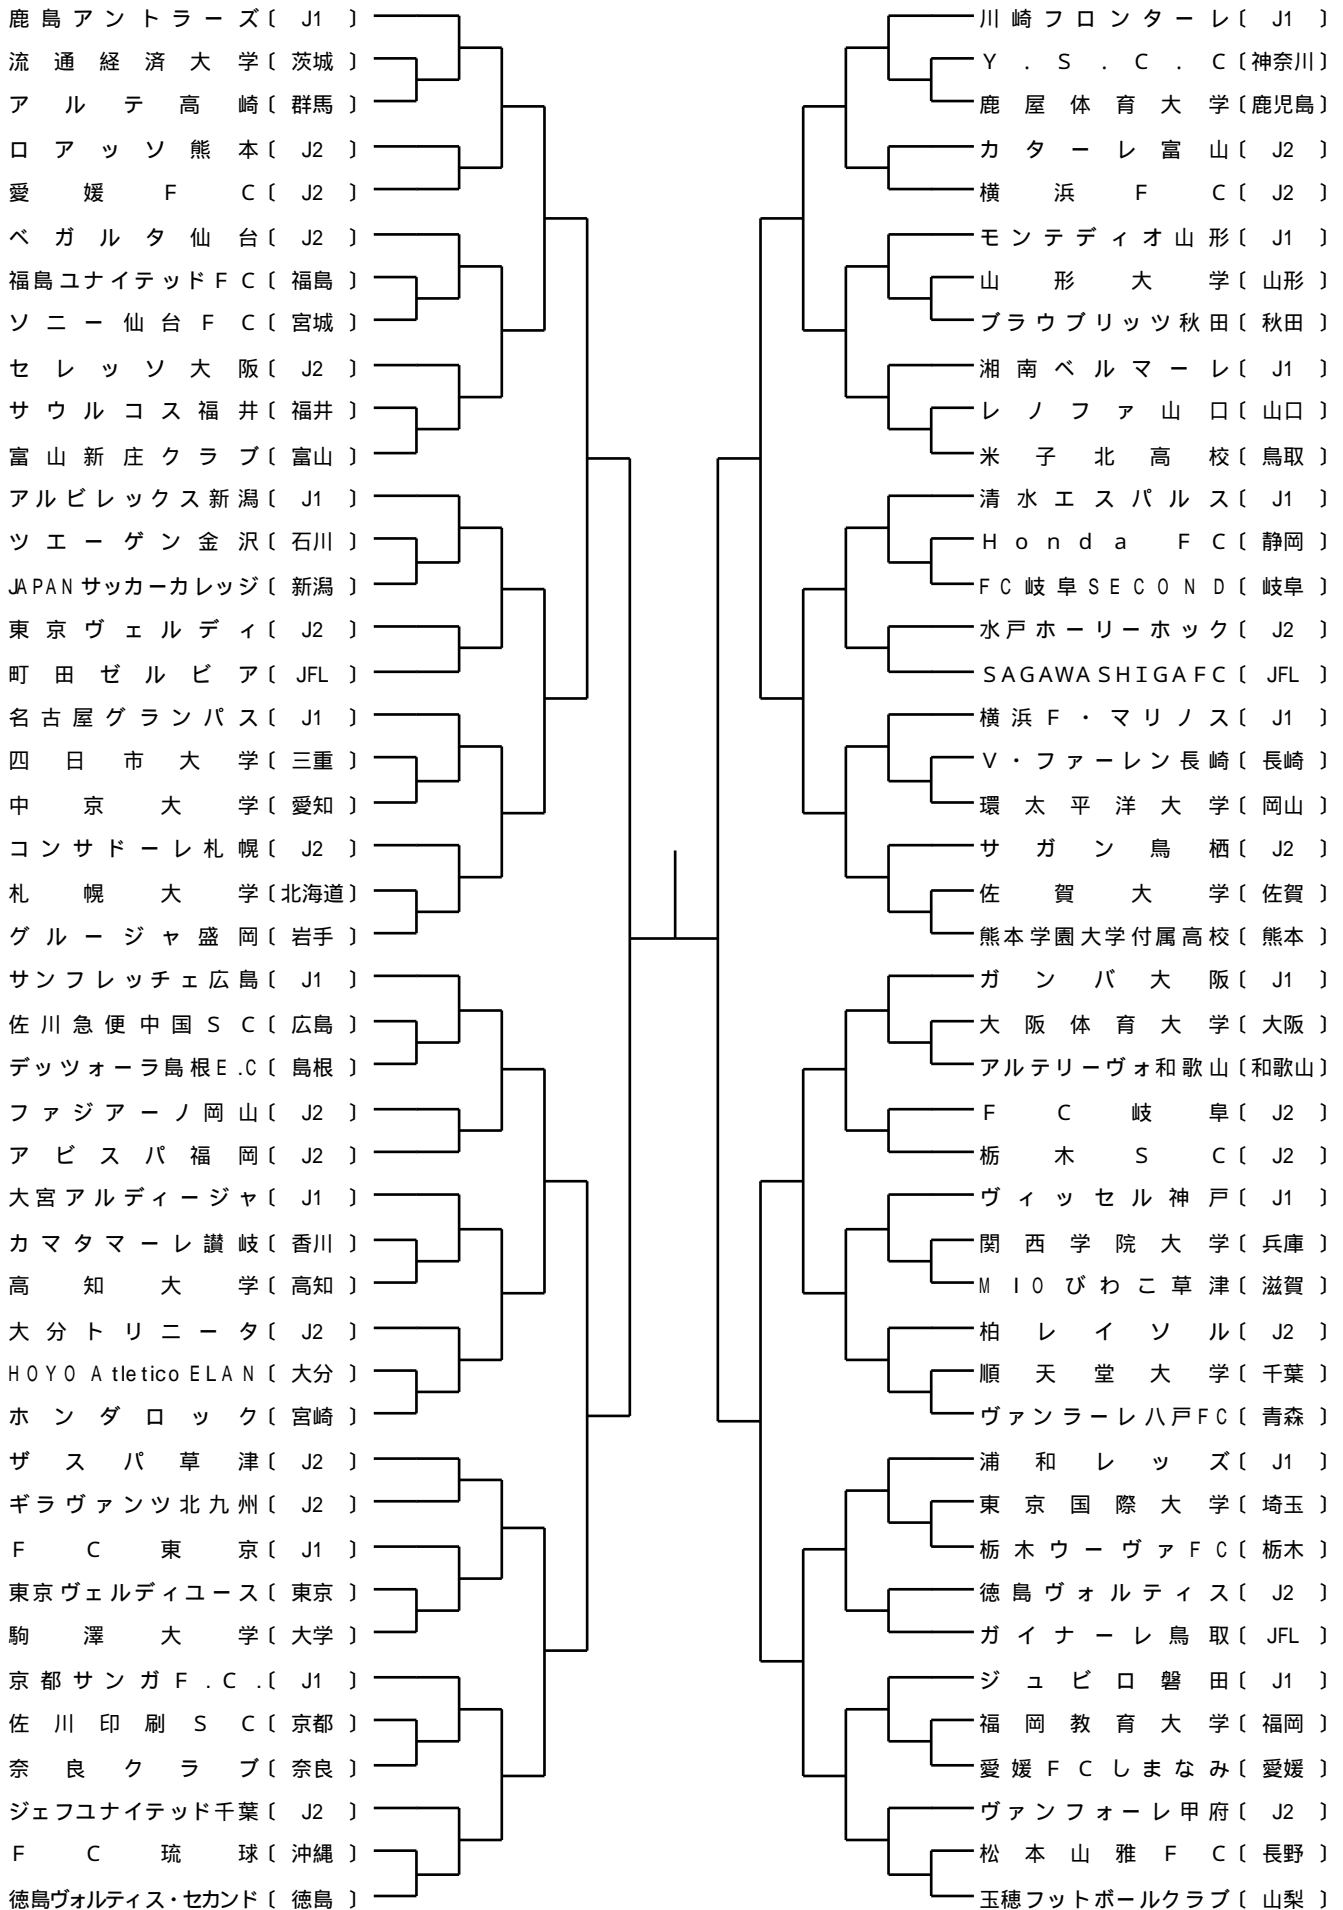 鹿島アントラーズ〔 J1 〕
流通経済大学〔 茨城 〕
アルテ高崎〔 群馬 〕
ロアッソ熊本〔 J2 〕
愛媛FC〔 J2 〕
ベガルタ仙台〔 J2 〕
福島ユナイテッドFC〔 福島 〕
ソニー仙台FC〔 宮城 〕
セレッソ大阪〔 J2 〕
サウルコス福井〔 福井 〕
富山新庄クラブ〔 富山 〕
アルビレックス新潟〔 J1 〕
ツエーゲン金沢〔 石川 〕
JAPANサッカーカレッジ〔 新潟 〕
東京ヴェルディ〔 J2 〕
町田ゼルビア〔 JFL 〕
名古屋グランパス〔 J1 〕
四日市大学〔 三重 〕
中京大学〔 愛知 〕
コンサドーレ札幌〔 J2 〕
札幌大学〔北海道〕
グルージャ盛岡〔 岩手 〕
サンフレッチェ広島〔 J1 〕
佐川急便中国SC〔 広島 〕
デッツォーラ島根E.C〔 島根 〕
ファジアーノ岡山〔 J2 〕
アビスパ福岡〔 J2 〕
大宮アルディージャ〔 J1 〕
カマタマーレ讃岐〔 香川 〕
高知大学〔 高知 〕
大分トリニータ〔 J2 〕
HOYO Atletico ELAN〔 大分 〕
ホンダロック〔 宮崎 〕
ザスパ草津〔 J2 〕
ギラヴァンツ北九州〔 J2 〕
FC東京〔 J1 〕
東京ヴェルディユース〔 東京 〕
駒澤大学〔 大学 〕
京都サンガF.C.〔 J1 〕
佐川印刷SC〔 京都 〕
奈良クラブ〔 奈良 〕
ジェフユナイテッド千葉〔 J2 〕
FC琉球〔 沖縄 〕
徳島ヴォルティス・セカンド〔 徳島 〕
川崎フロンターレ〔 J1 〕
Y.S.C.C〔神奈川〕
鹿屋体育大学〔鹿児島〕
カターレ富山〔 J2 〕
横浜FC〔 J2 〕
モンテディオ山形〔 J1 〕
山形大学〔 山形 〕
ブラウブリッツ秋田〔 秋田 〕
湘南ベルマーレ〔 J1 〕
レノファ山口〔 山口 〕
米子北高校〔 鳥取 〕
清水エスパルス〔 J1 〕
Honda FC〔 静岡 〕
FC岐阜SECOND〔 岐阜 〕
水戸ホーリーホック〔 J2 〕
SAGAWA SHIGA FC〔 JFL 〕
横浜F・マリノス〔 J1 〕
V・ファーレン長崎〔 長崎 〕
環太平洋大学〔 岡山 〕
サガン鳥栖〔 J2 〕
佐賀大学〔 佐賀 〕
熊本学園大学付属高校〔 熊本 〕
ガンバ大阪〔 J1 〕
大阪体育大学〔 大阪 〕
アルテリーヴォ和歌山〔和歌山〕
FC岐阜〔 J2 〕
栃木SC〔 J2 〕
ヴィッセル神戸〔 J1 〕
関西学院大学〔 兵庫 〕
MIOびわこ草津〔 滋賀 〕
柏レイソル〔 J2 〕
順天堂大学〔 千葉 〕
ヴァンラーレ八戸FC〔 青森 〕
浦和レッズ〔 J1 〕
東京国際大学〔 埼玉 〕
栃木ウーヴァFC〔 栃木 〕
徳島ヴォルティス〔 J2 〕
ガイナーレ鳥取〔 JFL 〕
ジュビロ磐田〔 J1 〕
福岡教育大学〔 福岡 〕
愛媛FCしまなみ〔 愛媛 〕
ヴァンフォーレ甲府〔 J2 〕
松本山雅FC〔 長野 〕
玉穂フットボールクラブ〔 山梨 〕